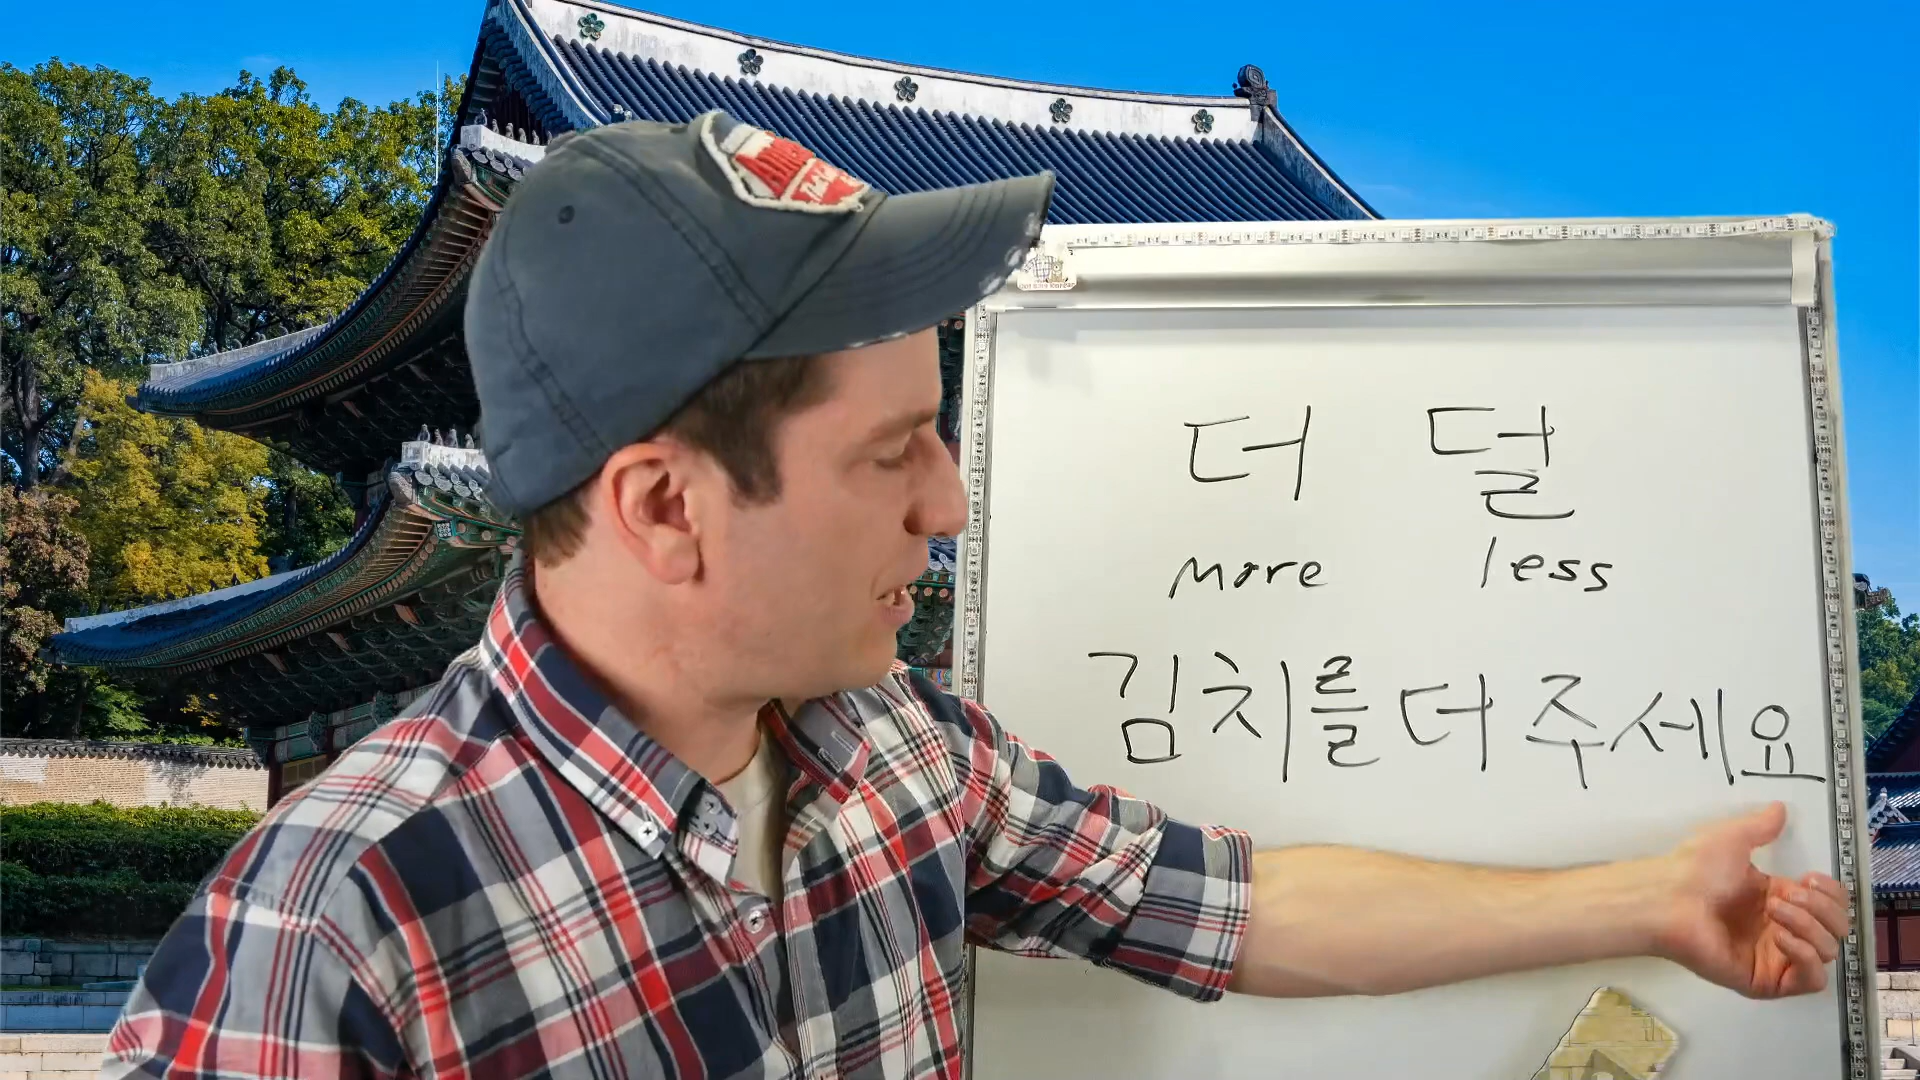 더 덜
more less
김치를 더 주세요